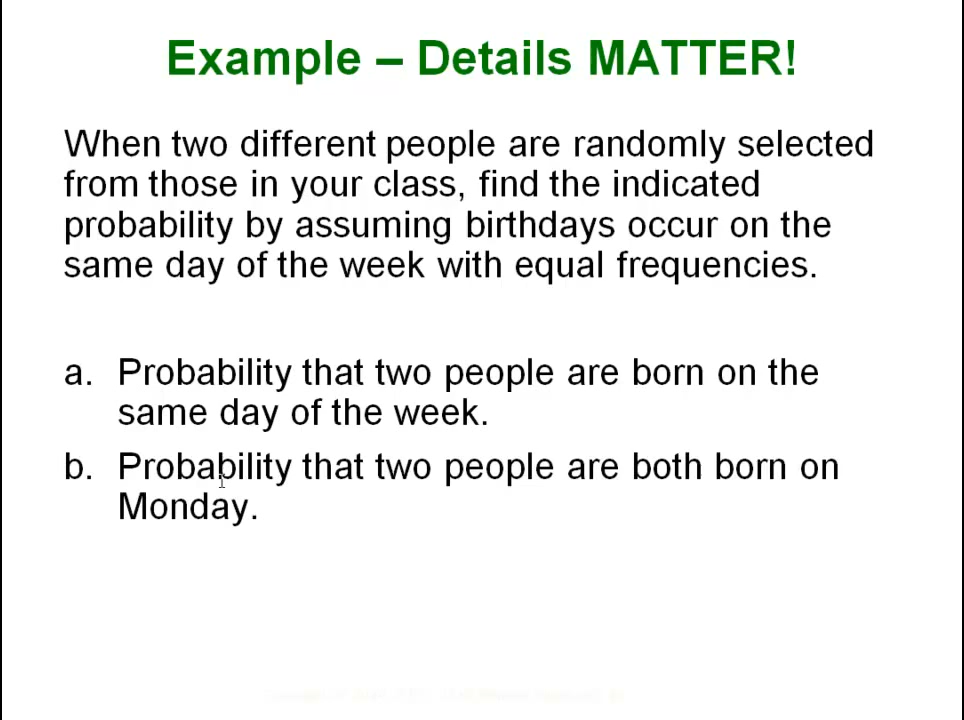 Example – Details MATTER!
When two different people are randomly selected
from those in your class, find the indicated
probability by assuming birthdays occur on the
same day of the week with equal frequencies.
a. Probability that two people are born on the
same day of the week.
b. Probability that two people are both born on
Monday.